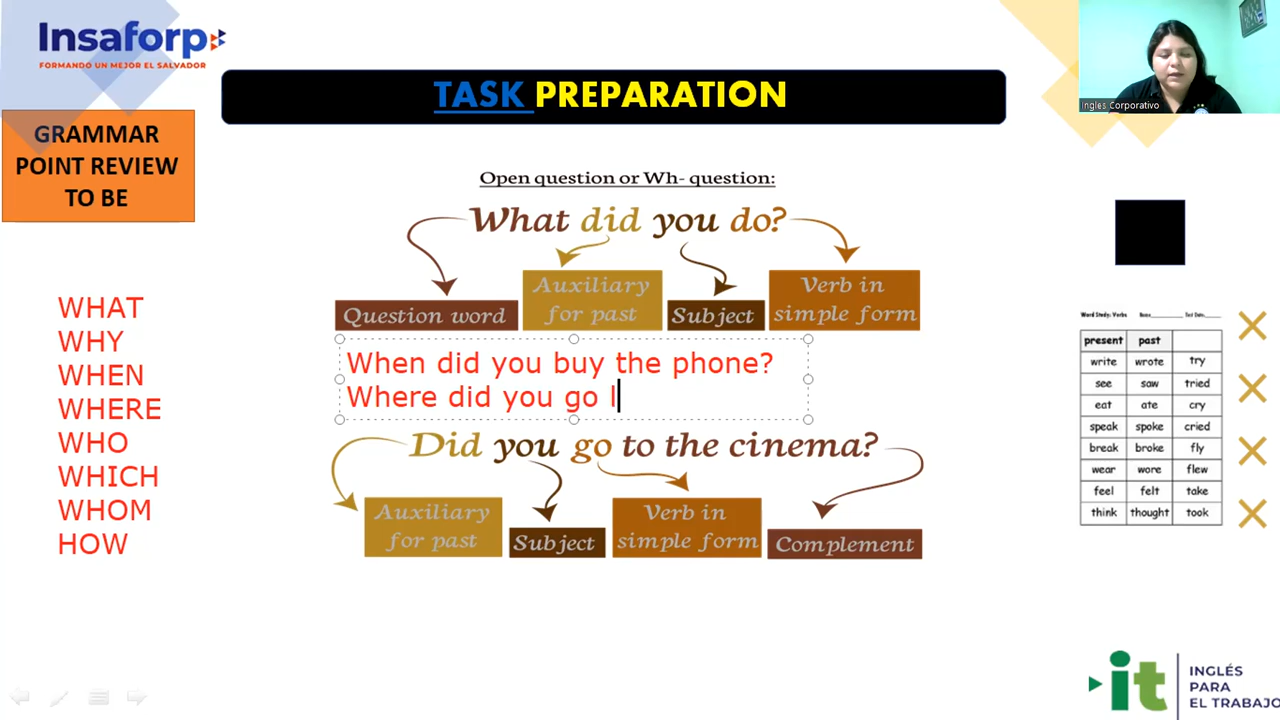 Insaforp
FORMANDO UN MEJOR EL SALVADOR
TASK PREPARATION
Ingles Corporativo
GRAMMAR
POINT REVIEW
TO BE
Open question or Wh- question:
What did you do?
Question word
Auxiliary
for past
Subject
Verb in
simple form
WHAT
WHY
WHEN
WHERE
WHO
WHICH
WHOM
HOW
When did you buy the phone?
Where did you go l
Did you go to the cinema?
Auxiliary
for past
Subject
Verb in
simple form
Complement
Word Study: Verbs
present past
write wrote try
see saw tried
eat ate cry
speak spoke cried
break broke fly
wear wore flew
feel felt take
think thought took
it
INGLÉS
PARA
EL TRABAJO